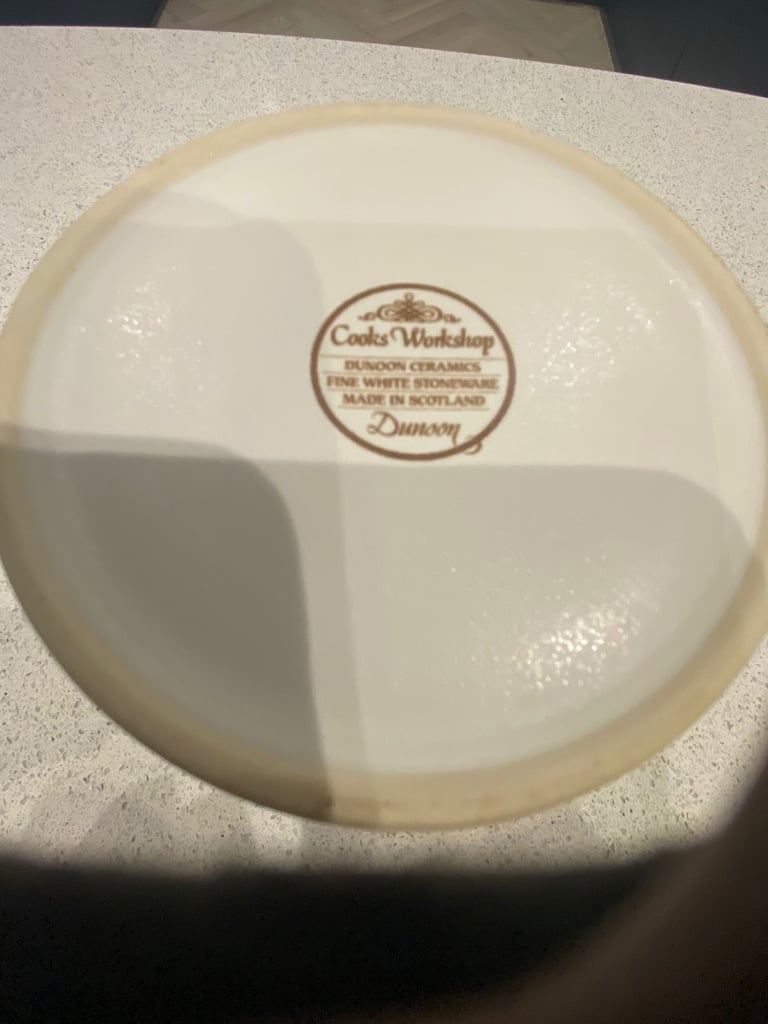 Cooks Workshop
DUNOON CERAMICS
FINE WHITE STONEWARE
MADE IN SCOTLAND
Dunoon